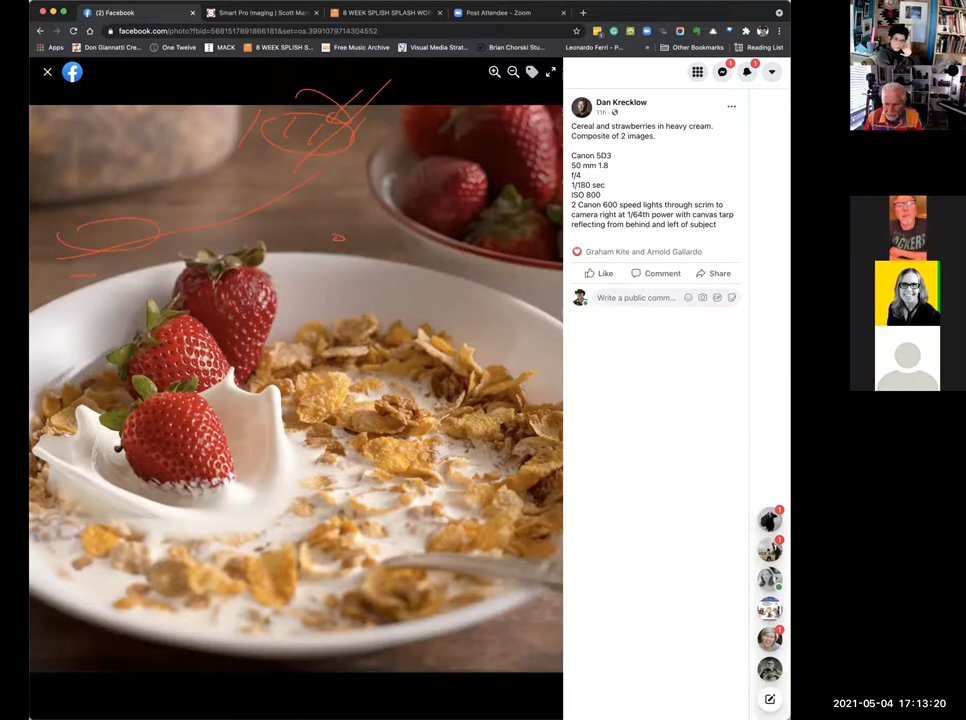 (2) Facebook
Smart Pro Imaging | Scott Ma
8 WEEK SPLISH SPLASH WOR
Post Attendee - Zoom
facebook.com/photo?fbid=5681517891866181&set=oa.3991079714304552
Apps
Don Giannatti Cre...
One Twelve
MACK
8 WEEK SPLISH S...
Free Music Archive
Visual Media Strat...
Brian Chorski Stu...
Leonardo Ferri - P...
»
Other Bookmarks
Reading List
1
1
Dan Krecklow
11h ·
Cereal and strawberries in heavy cream.
Composite of 2 images.
Canon 5D3
50 mm 1.8
f/4
1/180 sec
ISO 800
2 Canon 600 speed lights through scrim to
camera right at 1/64th power with canvas tarp
reflecting from behind and left of subject
Graham Kite and Arnold Gallardo
Like
Comment
Share
Write a public comm...
1
1
1
2021-05-04 17:13:20